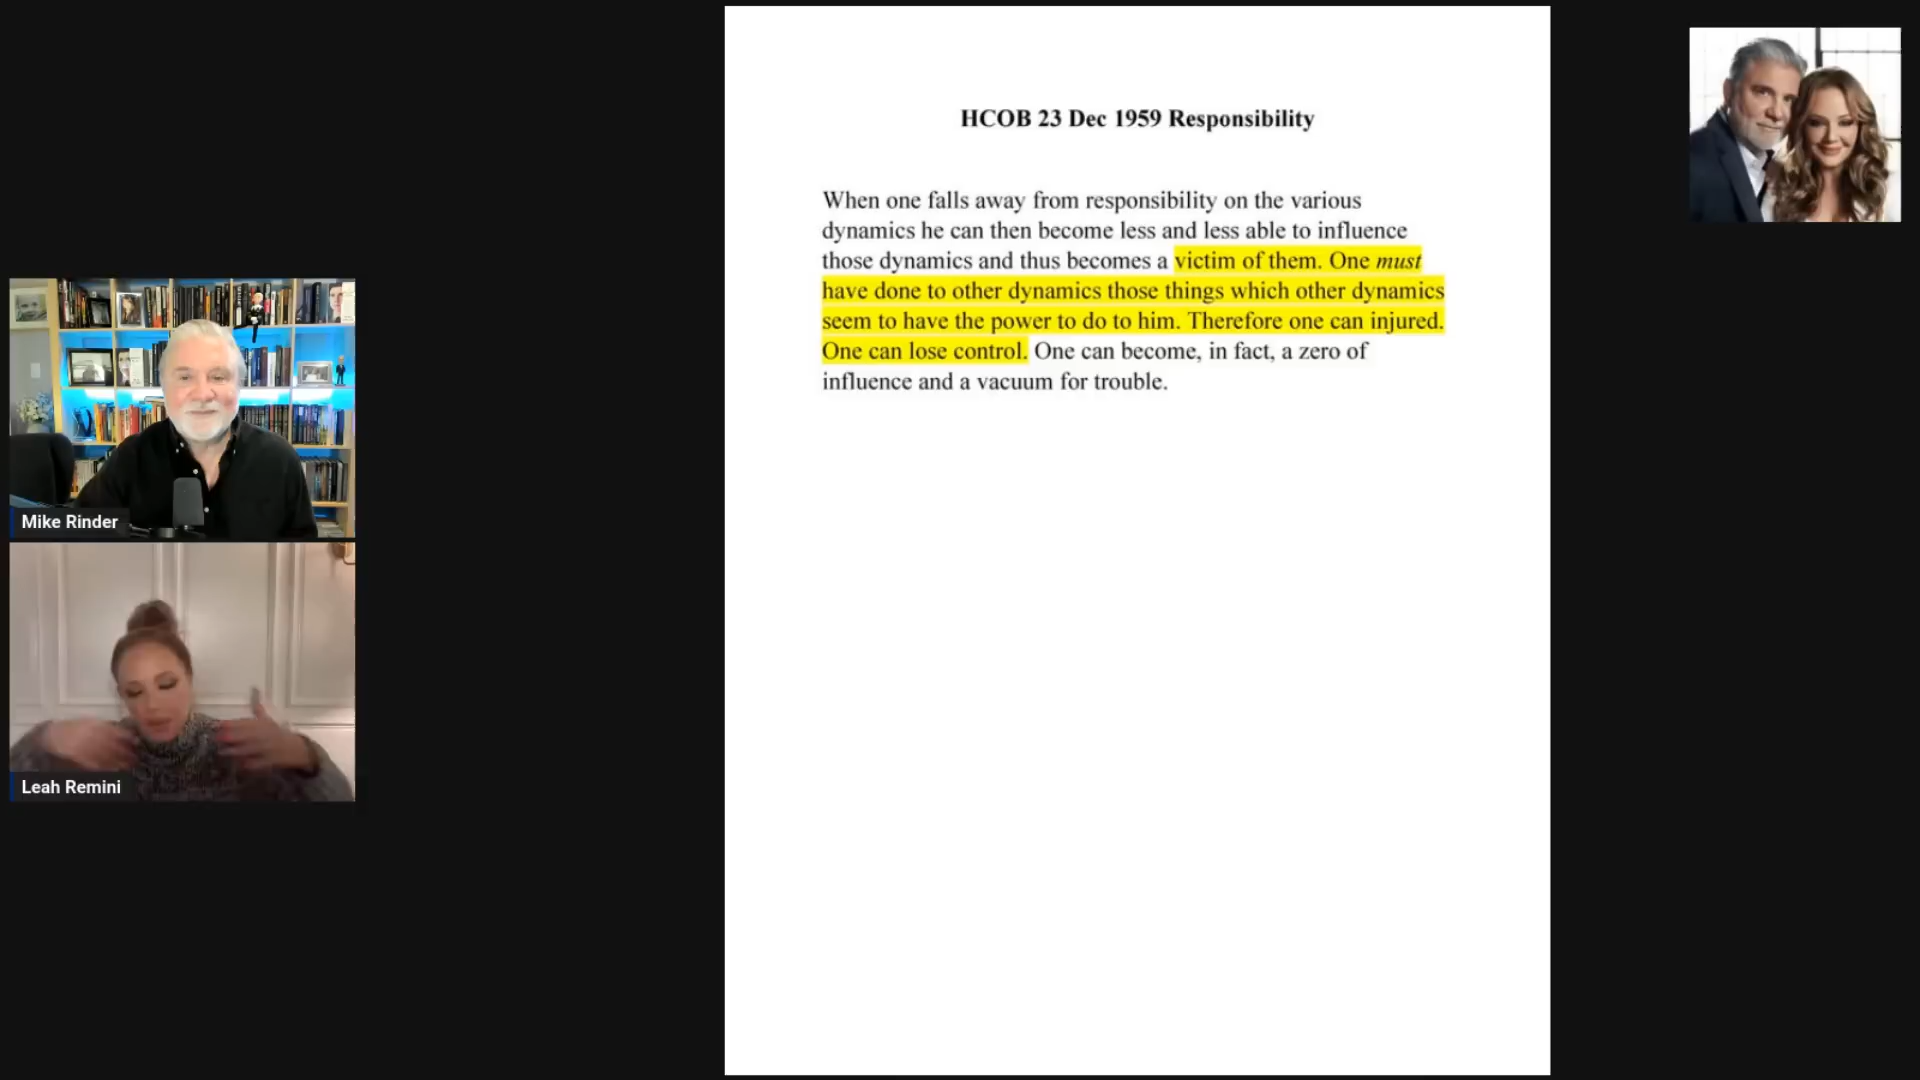 HCOB 23 Dec 1959 Responsibility
When one falls away from responsibility on the various
dynamics he can then become less and less able to influence
those dynamics and thus becomes a victim of them. One must
have done to other dynamics those things which other dynamics
seem to have the power to do to him. Therefore one can injured.
One can lose control. One can become, in fact, a zero of
influence and a vacuum for trouble.
Mike Rinder
Leah Remini